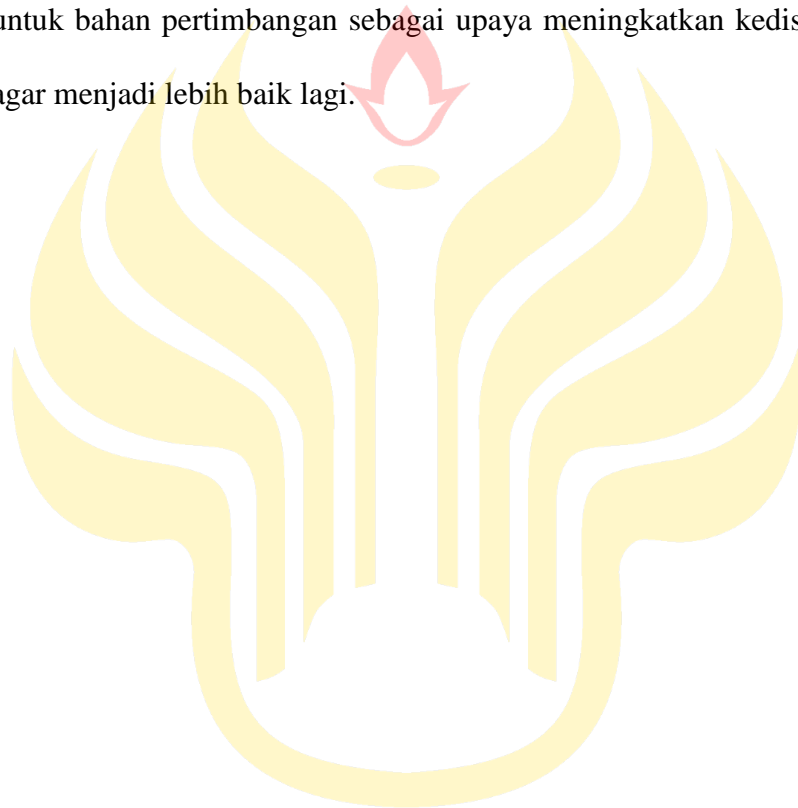 untuk bahan pertimbangan sebagai upaya meningkatkan kedis
agar menjadi lebih baik lagi.